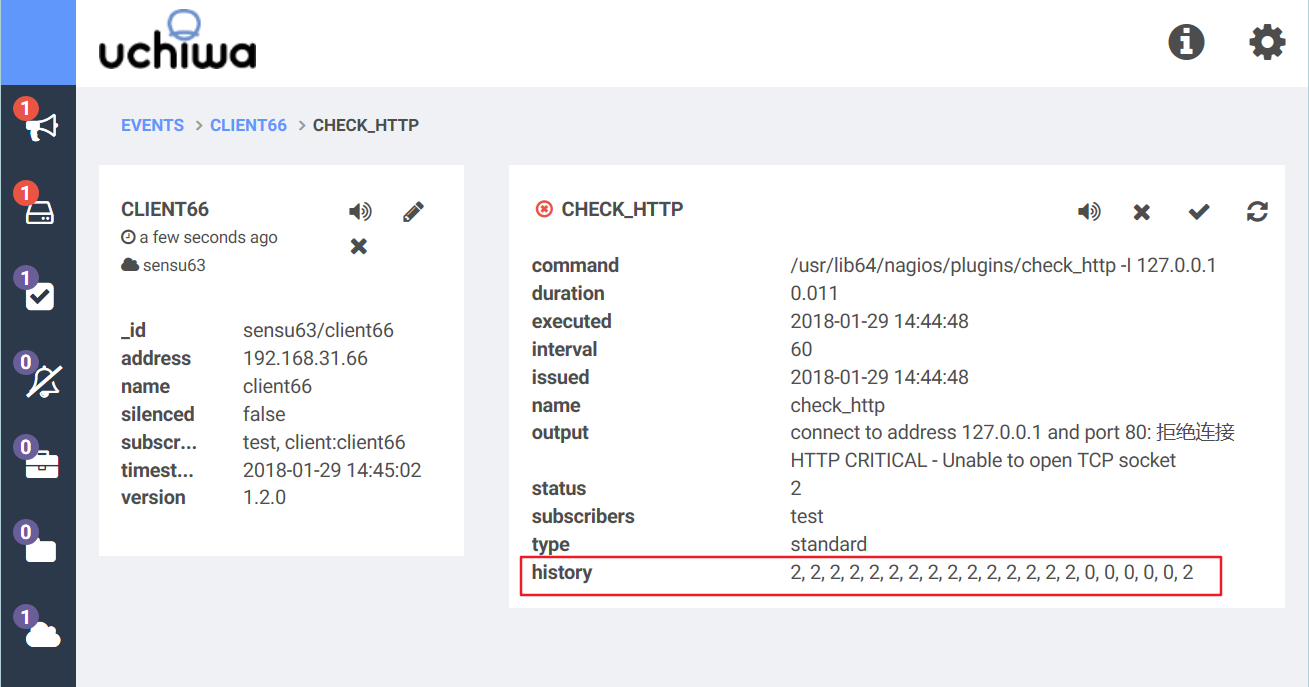 uchiwa
1
EVENTS > CLIENT66 > CHECK_HTTP
1
CLIENT66
a few seconds ago
sensu63
_id sensu63/client66
address 192.168.31.66
name client66
silenced false
subscr... test, client:client66
timest... 2018-01-29 14:45:02
version 1.2.0
CHECK_HTTP
command /usr/lib64/nagios/plugins/check_http -I 127.0.0.1
duration 0.011
executed 2018-01-29 14:44:48
interval 60
issued 2018-01-29 14:44:48
name check_http
output connect to address 127.0.0.1 and port 80: 拒绝连接
HTTP CRITICAL - Unable to open TCP socket
status 2
subscribers test
type standard
history 2, 2, 2, 2, 2, 2, 2, 2, 2, 2, 2, 2, 2, 2, 2, 0, 0, 0, 0, 0, 2
1
0
0
0
1